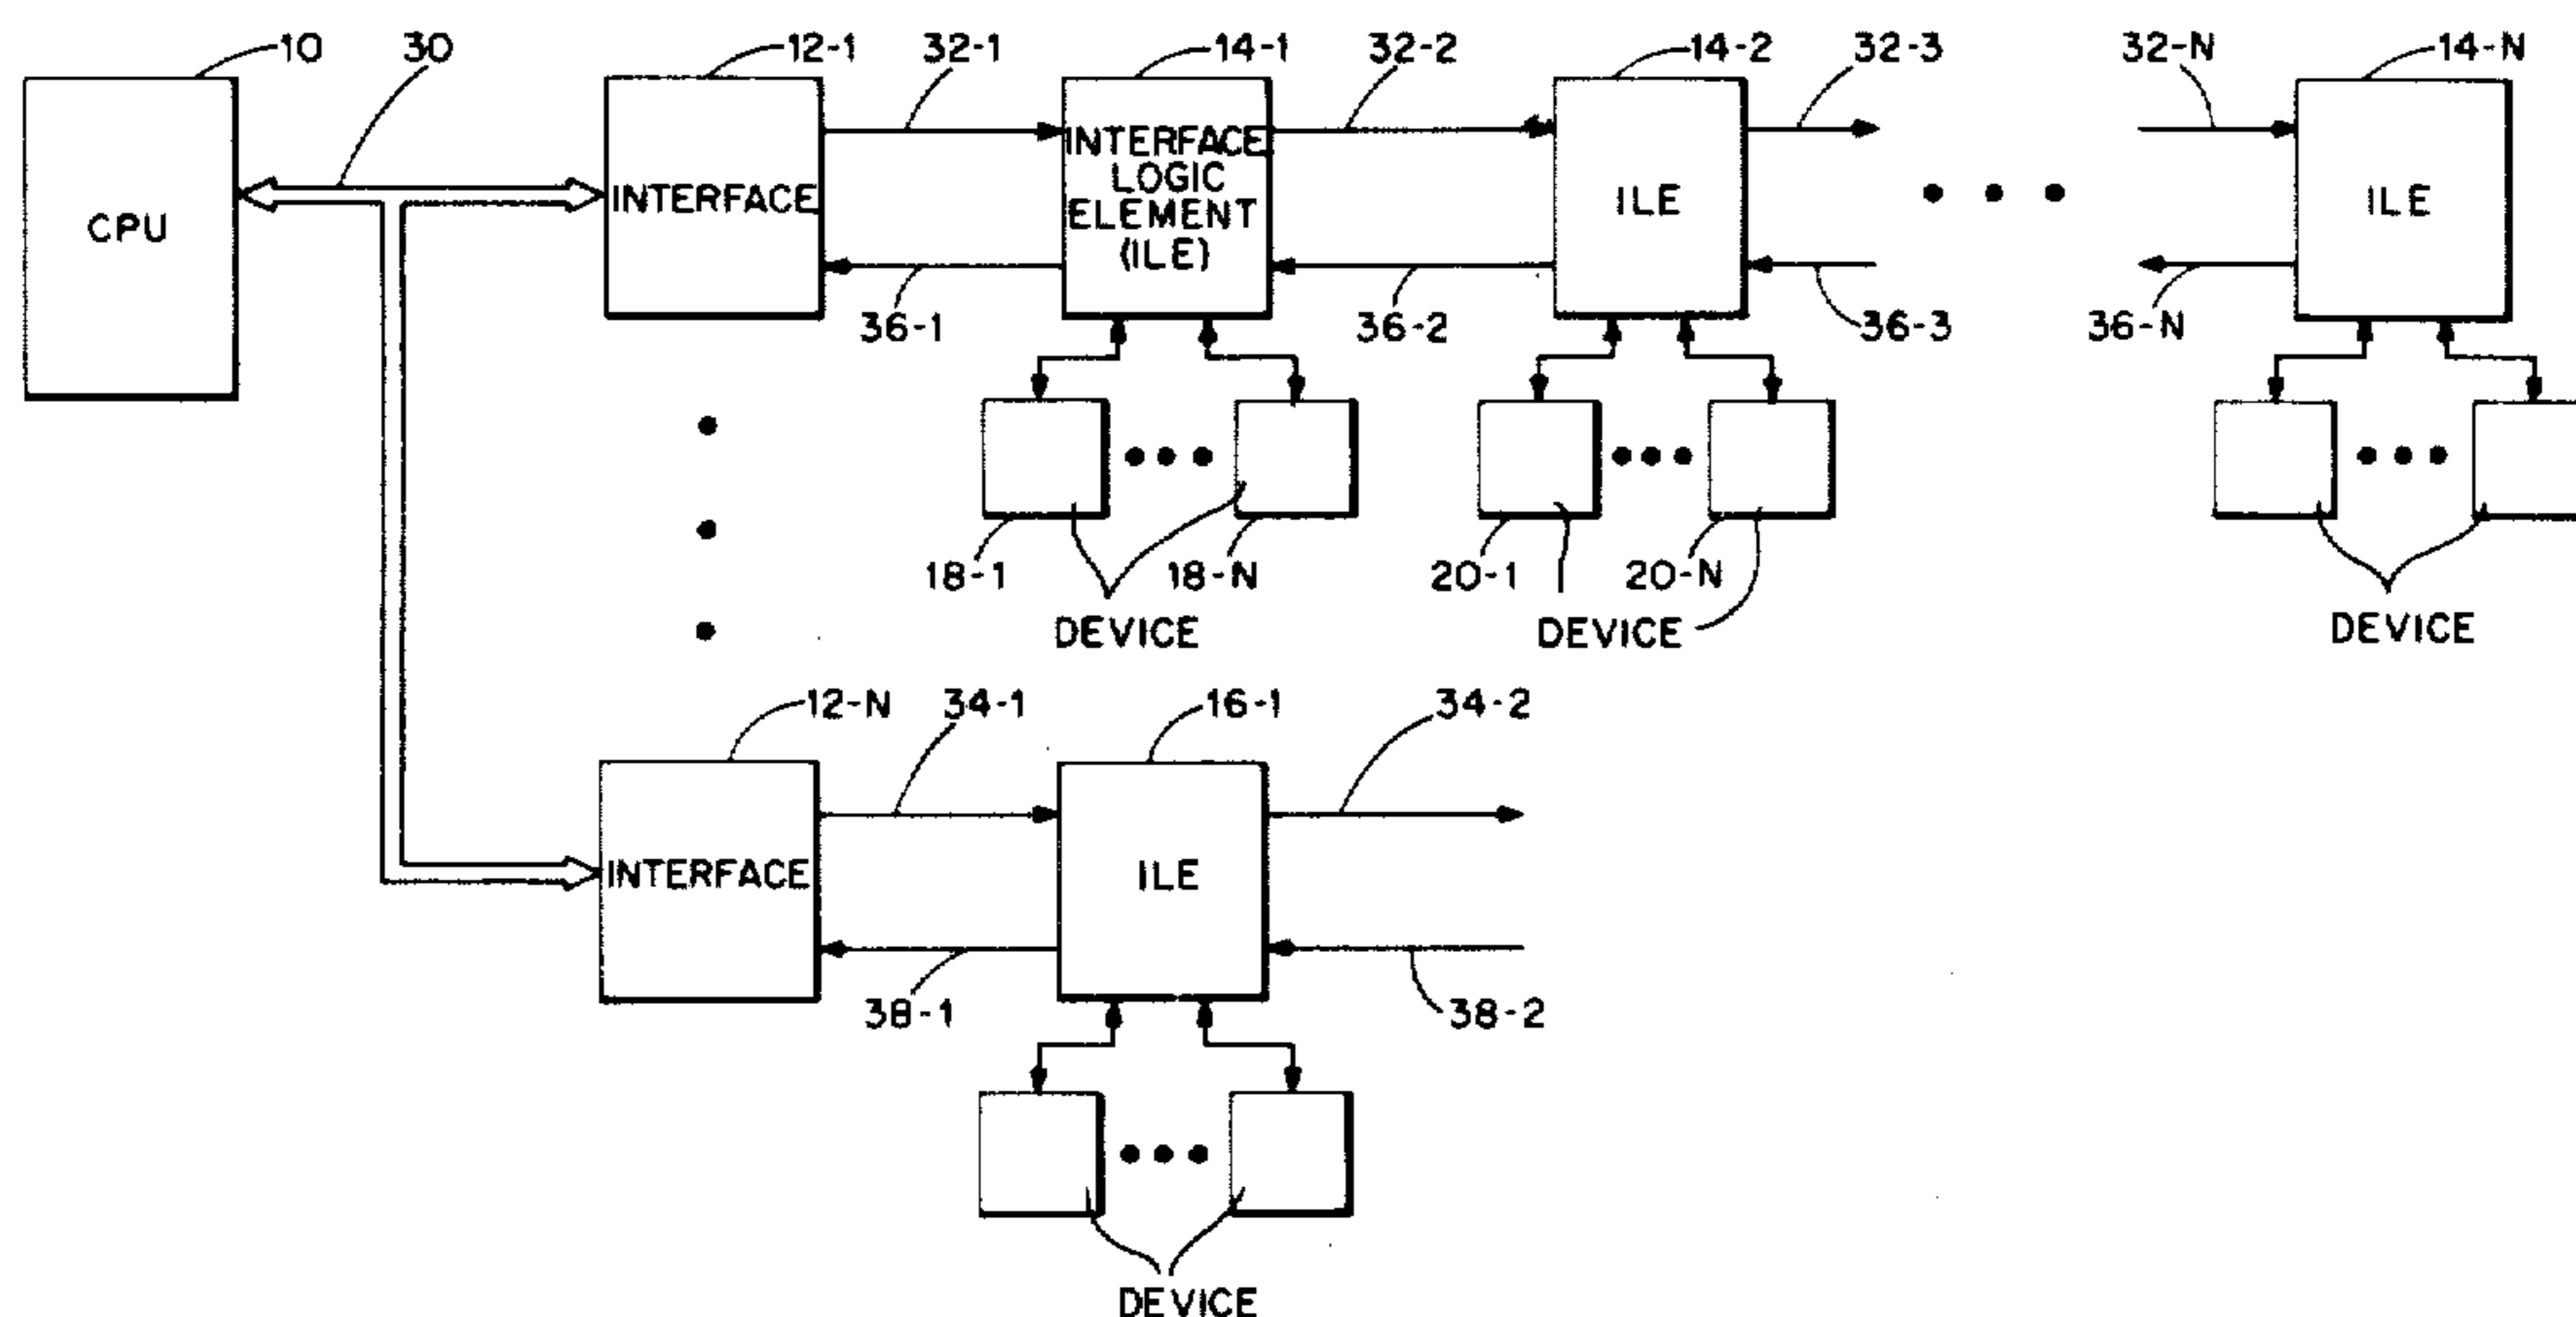 10
30
12-1
32-1
14-1
32-2
14-2
32-3
32-N
14-N
CPU
INTERFACE
INTERFACE
LOGIC
ELEMENT
(ILE)
ILE
ILE
36-1
36-2
36-3
36-N
18-1
18-N
20-1
20-N
DEVICE
DEVICE
DEVICE
12-N
34-1
16-1
34-2
INTERFACE
ILE
38-1
38-2
DEVICE